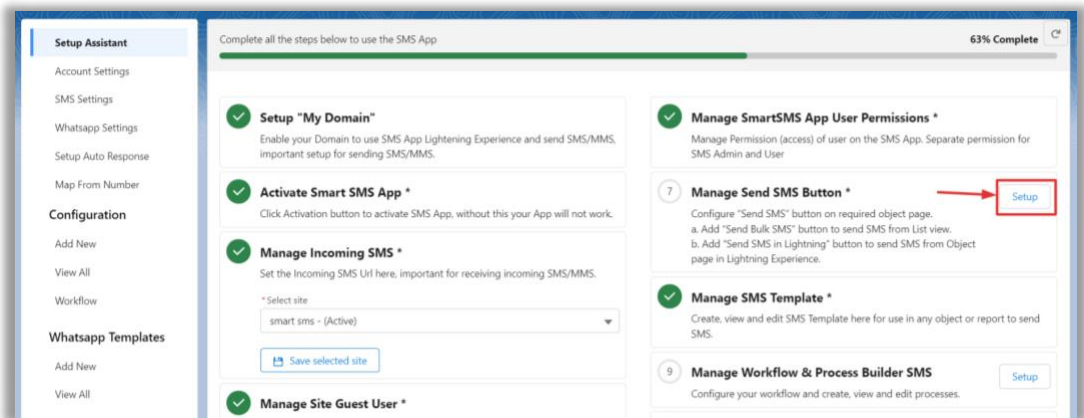 Setup Assistant
Account Settings
SMS Settings
Whatsapp Settings
Setup Auto Response
Map From Number
Configuration
Add New
View All
Workflow
Whatsapp Templates
Add New
View All
Complete all the steps below to use the SMS App
63% Complete
Setup "My Domain"
Enable your Domain to use SMS App Lightening Experience and send SMS/MMS,
important setup for sending SMS/MMS.
Activate Smart SMS App *
Click Activation button to activate SMS App, without this your App will not work.
Manage Incoming SMS *
Set the Incoming SMS Url here, important for receiving incoming SMS/MMS.
* Select site
smart sms - (Active)
Save selected site
Manage Site Guest User *
Manage SmartSMS App User Permissions *
Manage Permission (access) of user on the SMS App. Separate permission for
SMS Admin and User
7 Manage Send SMS Button *
Setup
Configure "Send SMS" button on required object page.
a. Add "Send Bulk SMS" button to send SMS from List view.
b. Add "Send SMS in Lightning" button to send SMS from Object
page in Lightning Experience.
Manage SMS Template *
Create, view and edit SMS Template here for use in any object or report to send
SMS.
9 Manage Workflow & Process Builder SMS
Setup
Configure your workflow and create, view and edit processes.